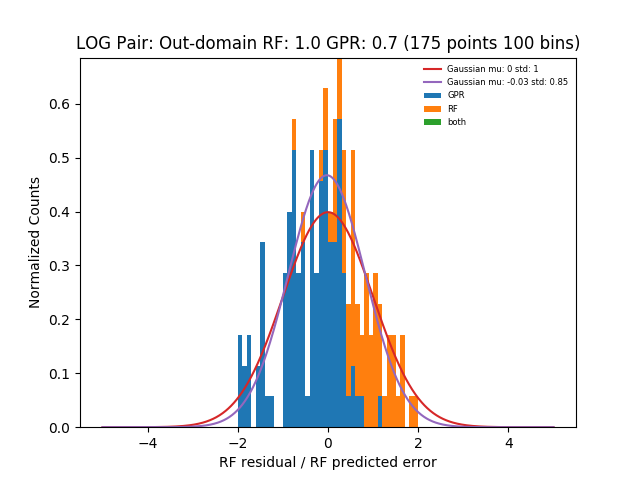 LOG Pair: Out-domain RF: 1.0 GPR: 0.7 (175 points 100 bins)
Gaussian mu: 0 std: 1
Gaussian mu: -0.03 std: 0.85
GPR
RF
both
Normalized Counts
0.6
0.5
0.4
0.3
0.2
0.1
0.0
−4
−2
0
2
4
RF residual / RF predicted error